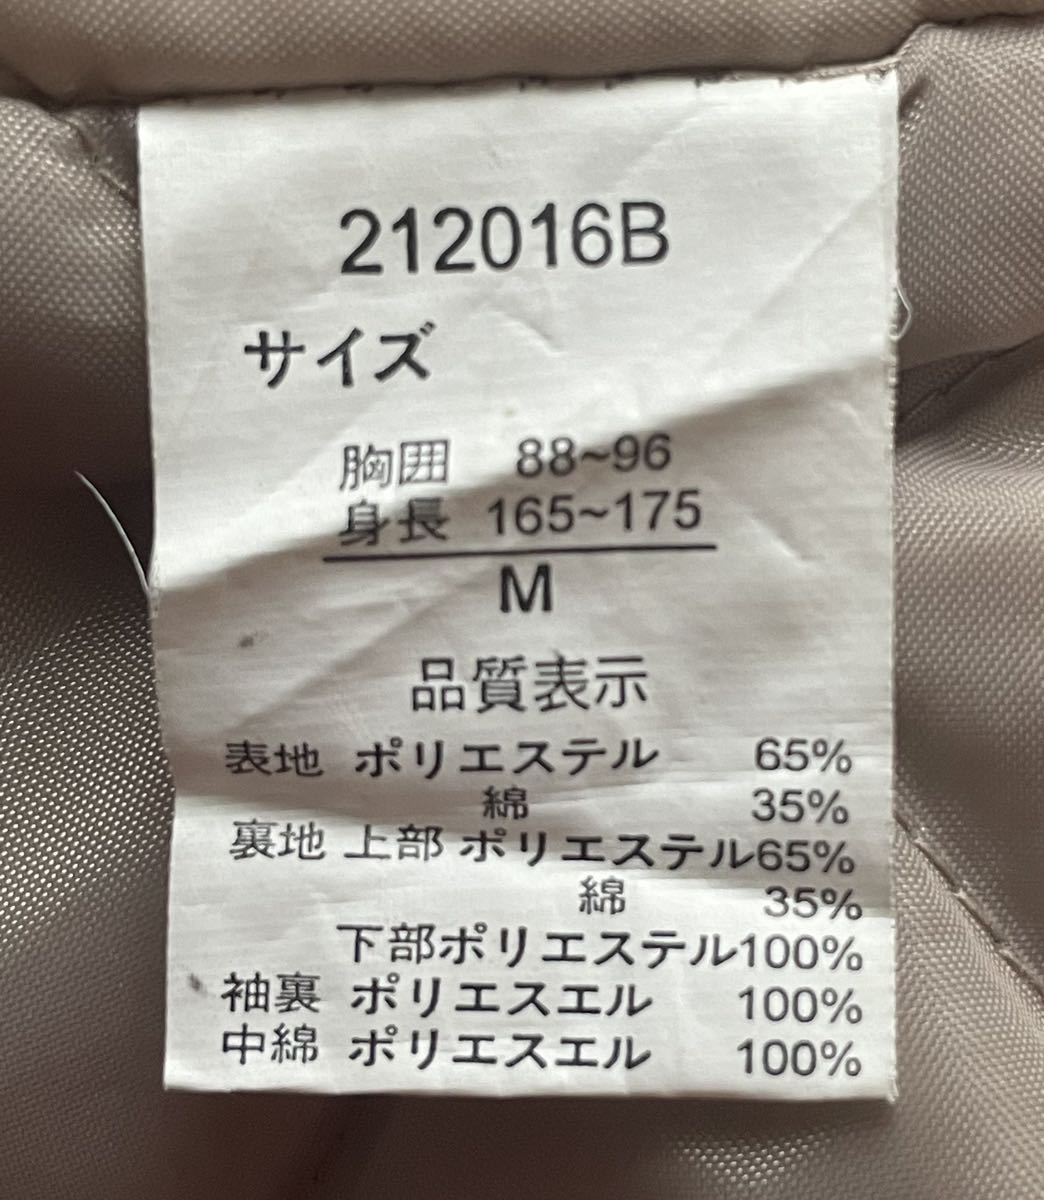 212016B
サイズ
胸囲 88~96
身長 165~175
M
品質表示
表地 ポリエステル 65%
綿 35%
裏地 上部 ポリエステル65%
綿 35%
下部ポリエステル100%
袖裏 ポリエスエル 100%
中綿 ポリエスエル 100%